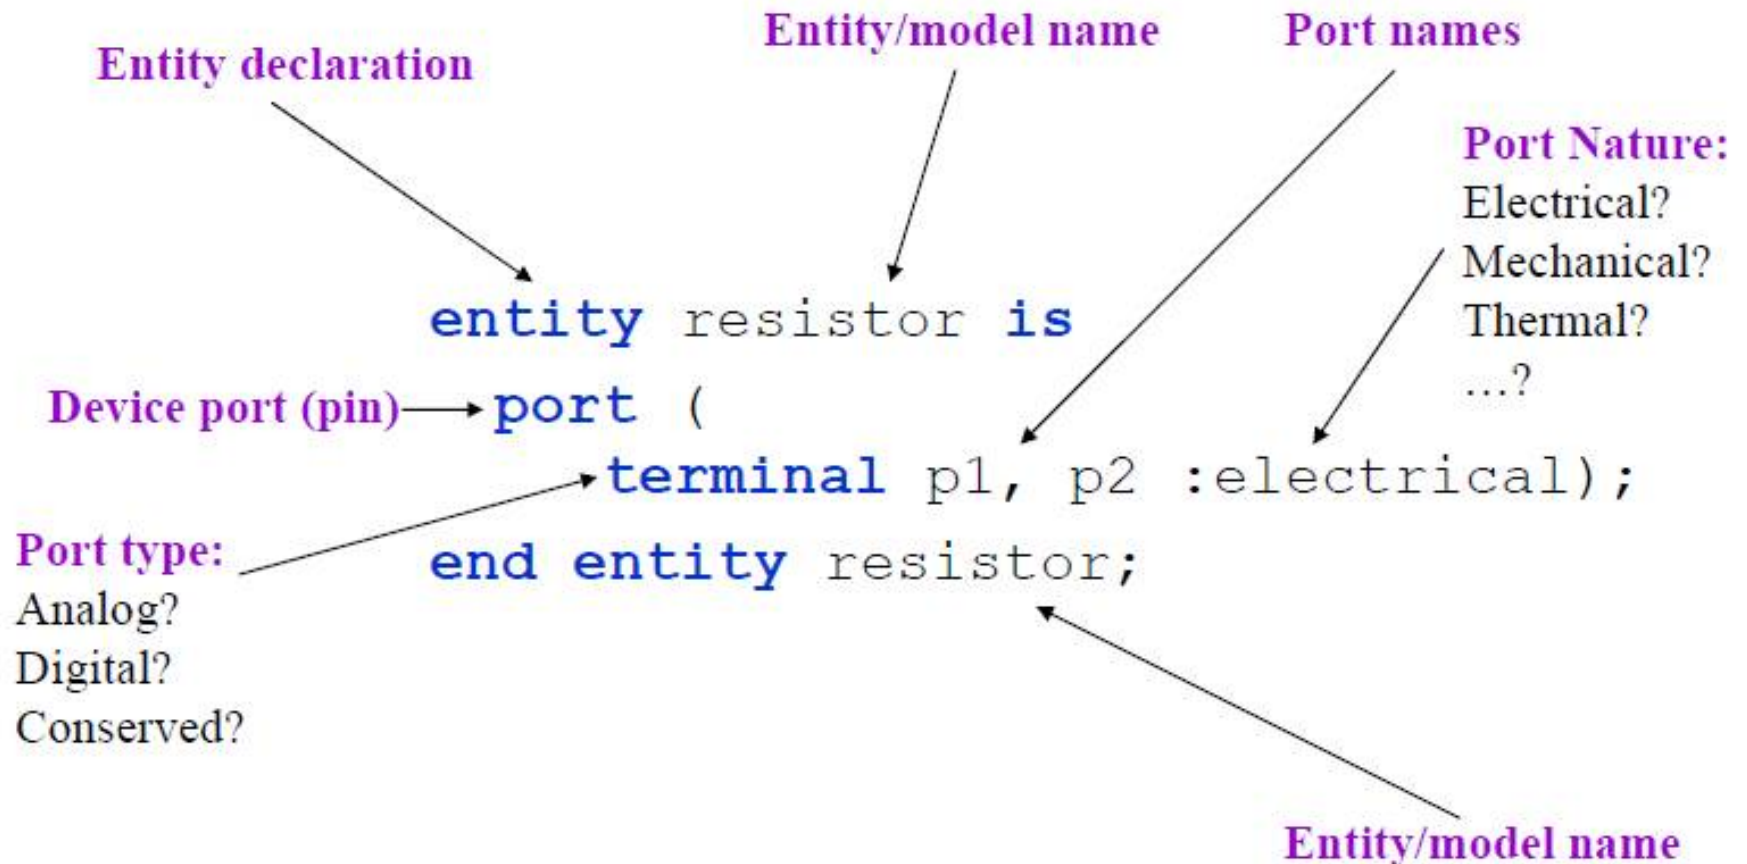 Entity declaration
Entity/model name
Port names
Port Nature:
Electrical?
Mechanical?
Thermal?
...?
entity resistor is
Device port (pin)
port (
terminal p1, p2 :electrical);
Port type:
Analog?
Digital?
Conserved?
end entity resistor;
Entity/model name